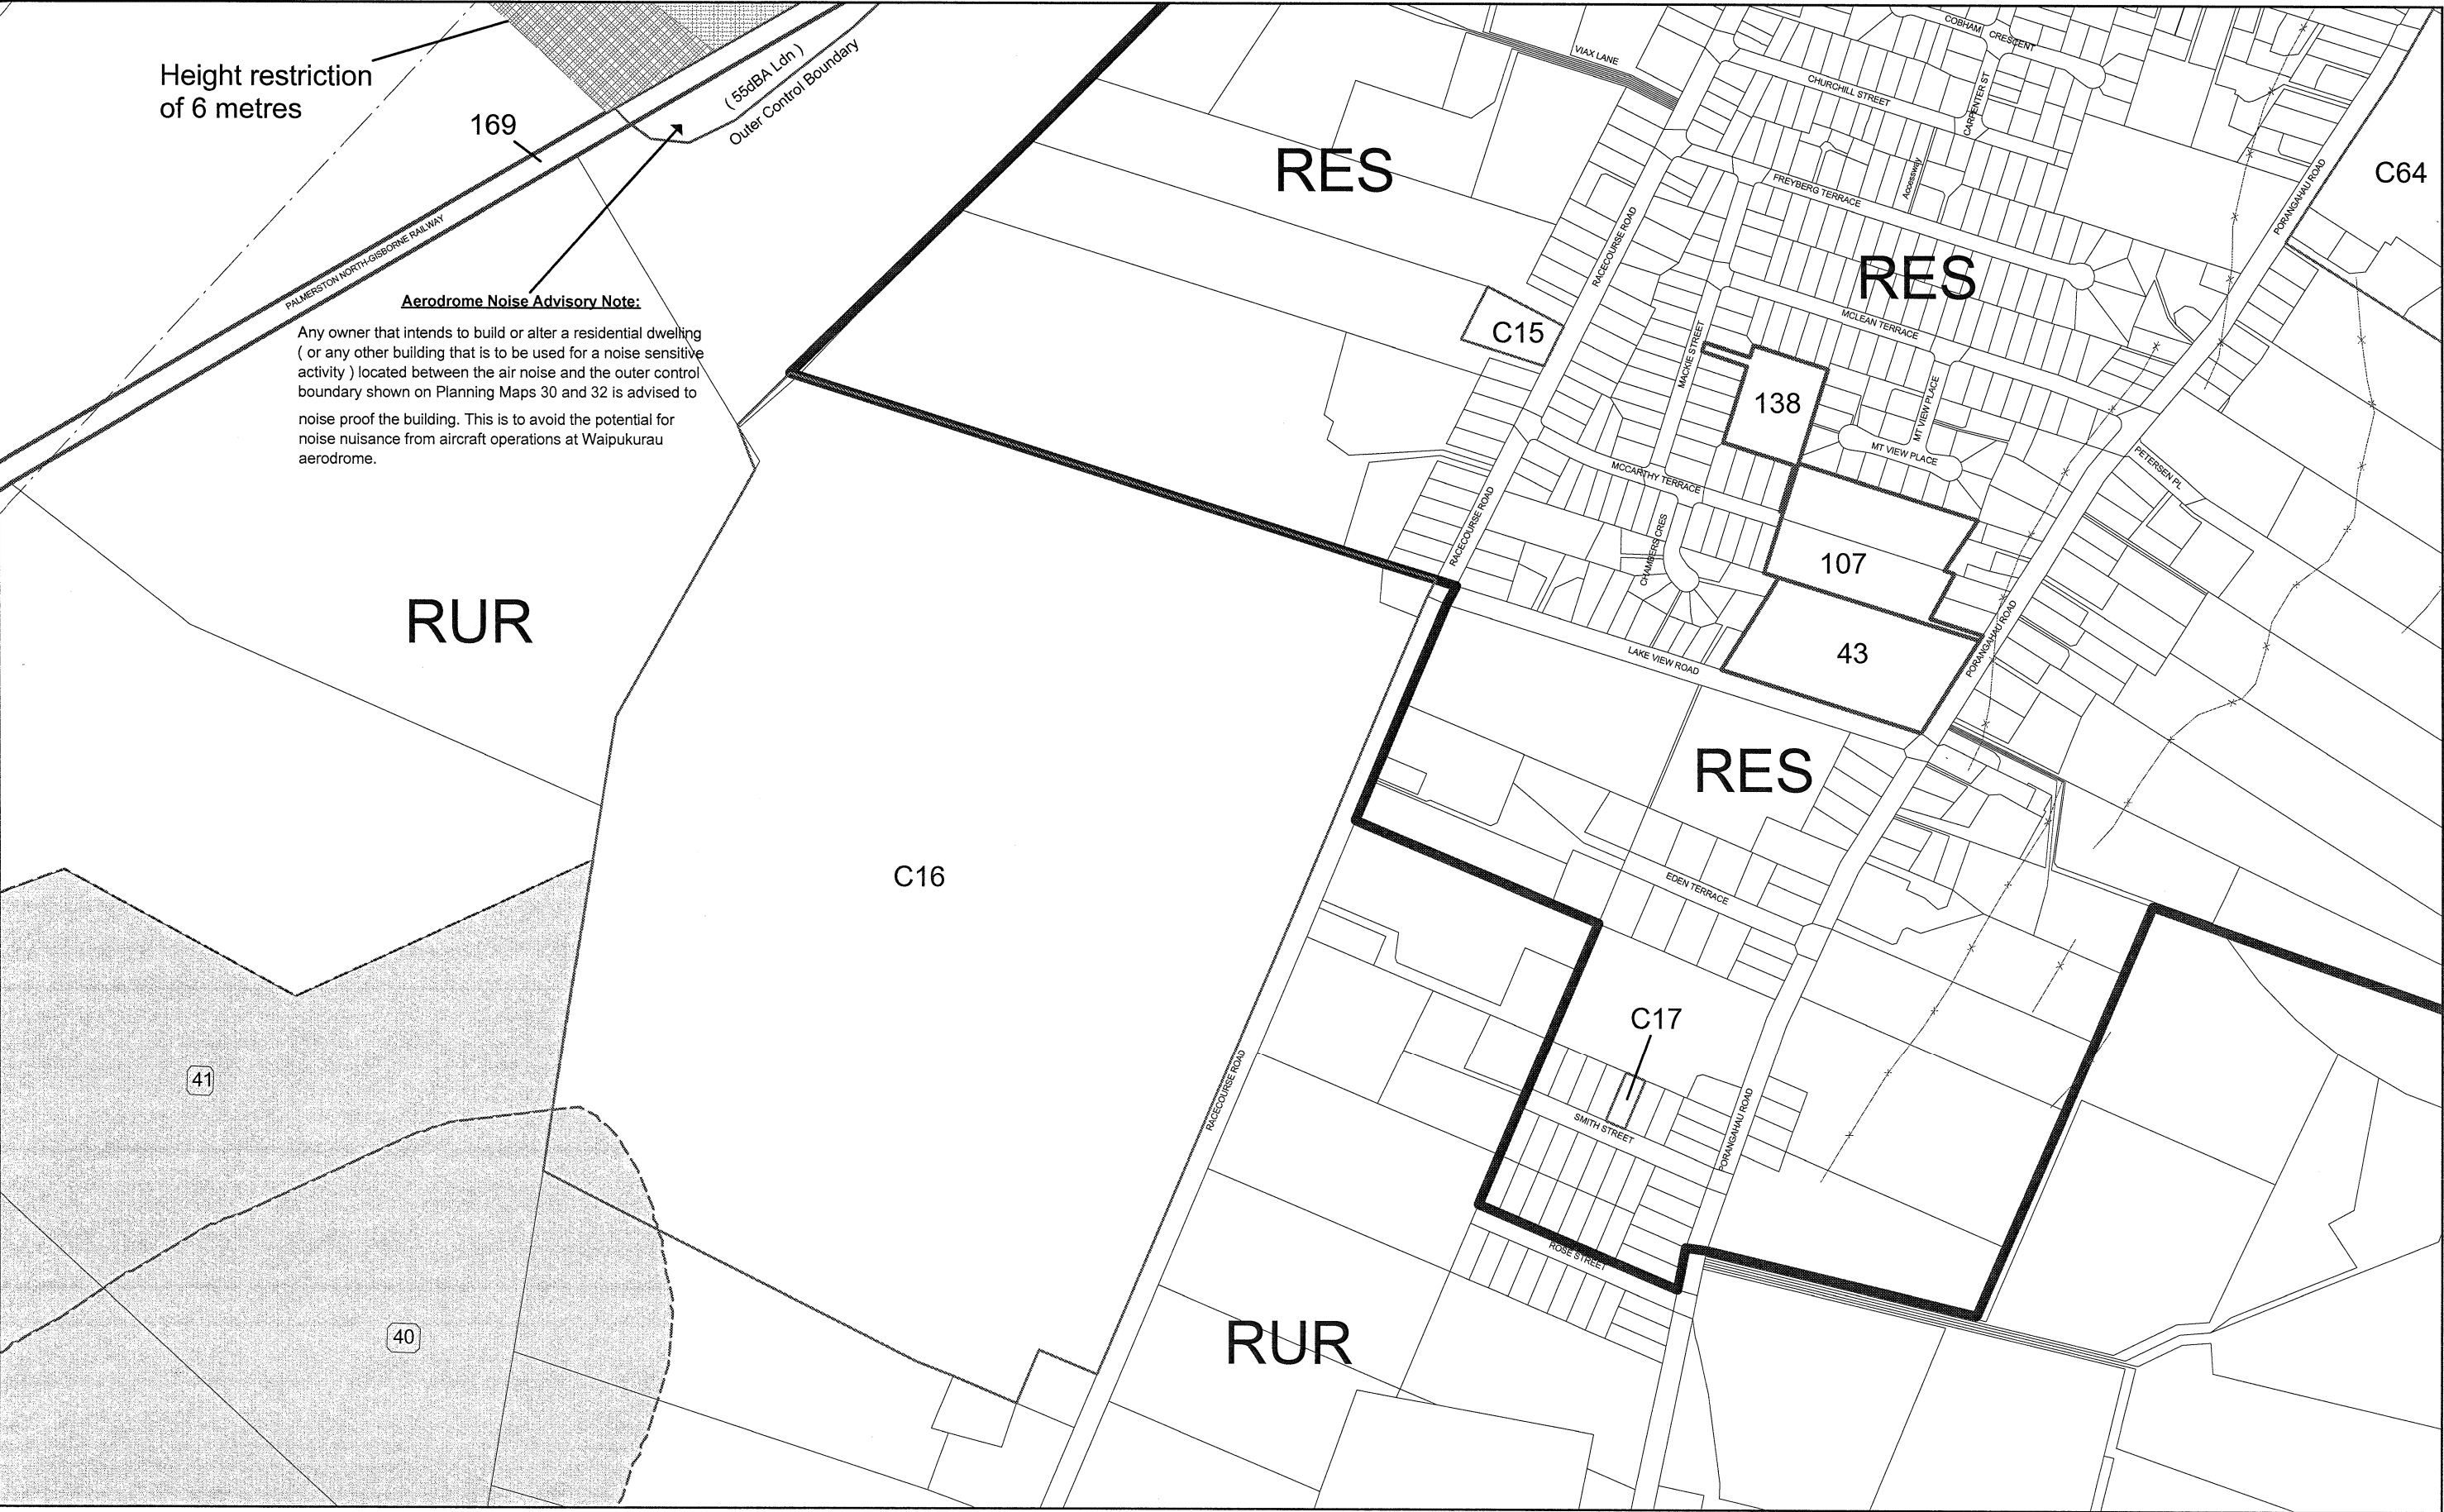 Height restriction
of 6 metres
169
( 55dBA Ldn )
Outer Control Boundary
PALMERSTON NORTH-GISBORNE RAILWAY
Aerodrome Noise Advisory Note:
Any owner that intends to build or alter a residential dwelling
( or any other building that is to be used for a noise sensitive
activity ) located between the air noise and the outer control
boundary shown on Planning Maps 30 and 32 is advised to
noise proof the building. This is to avoid the potential for
noise nuisance from aircraft operations at Waipukurau
aerodrome.
VIAX LANE
COBHAM CRESCENT
CHURCHILL STREET
CARPENTER ST
RES
Accessway
FREYBERG TERRACE
PORANGAHAU ROAD
C64
RACECOURSE ROAD
RES
C15
MACKIE STREET
MCLEAN TERRACE
138
MT VIEW PLACE
MT VIEW PLACE
PETERSEN PL
MCCARTHY TERRACE
RACECOURSE ROAD
CHAMBERS CRES
107
RUR
43
PORANGAHAU ROAD
LAKE VIEW ROAD
RES
C16
EDEN TERRACE
C17
41
RACECOURSE ROAD
SMITH STREET
PORANGAHAU ROAD
ROSE STREET
40
RUR